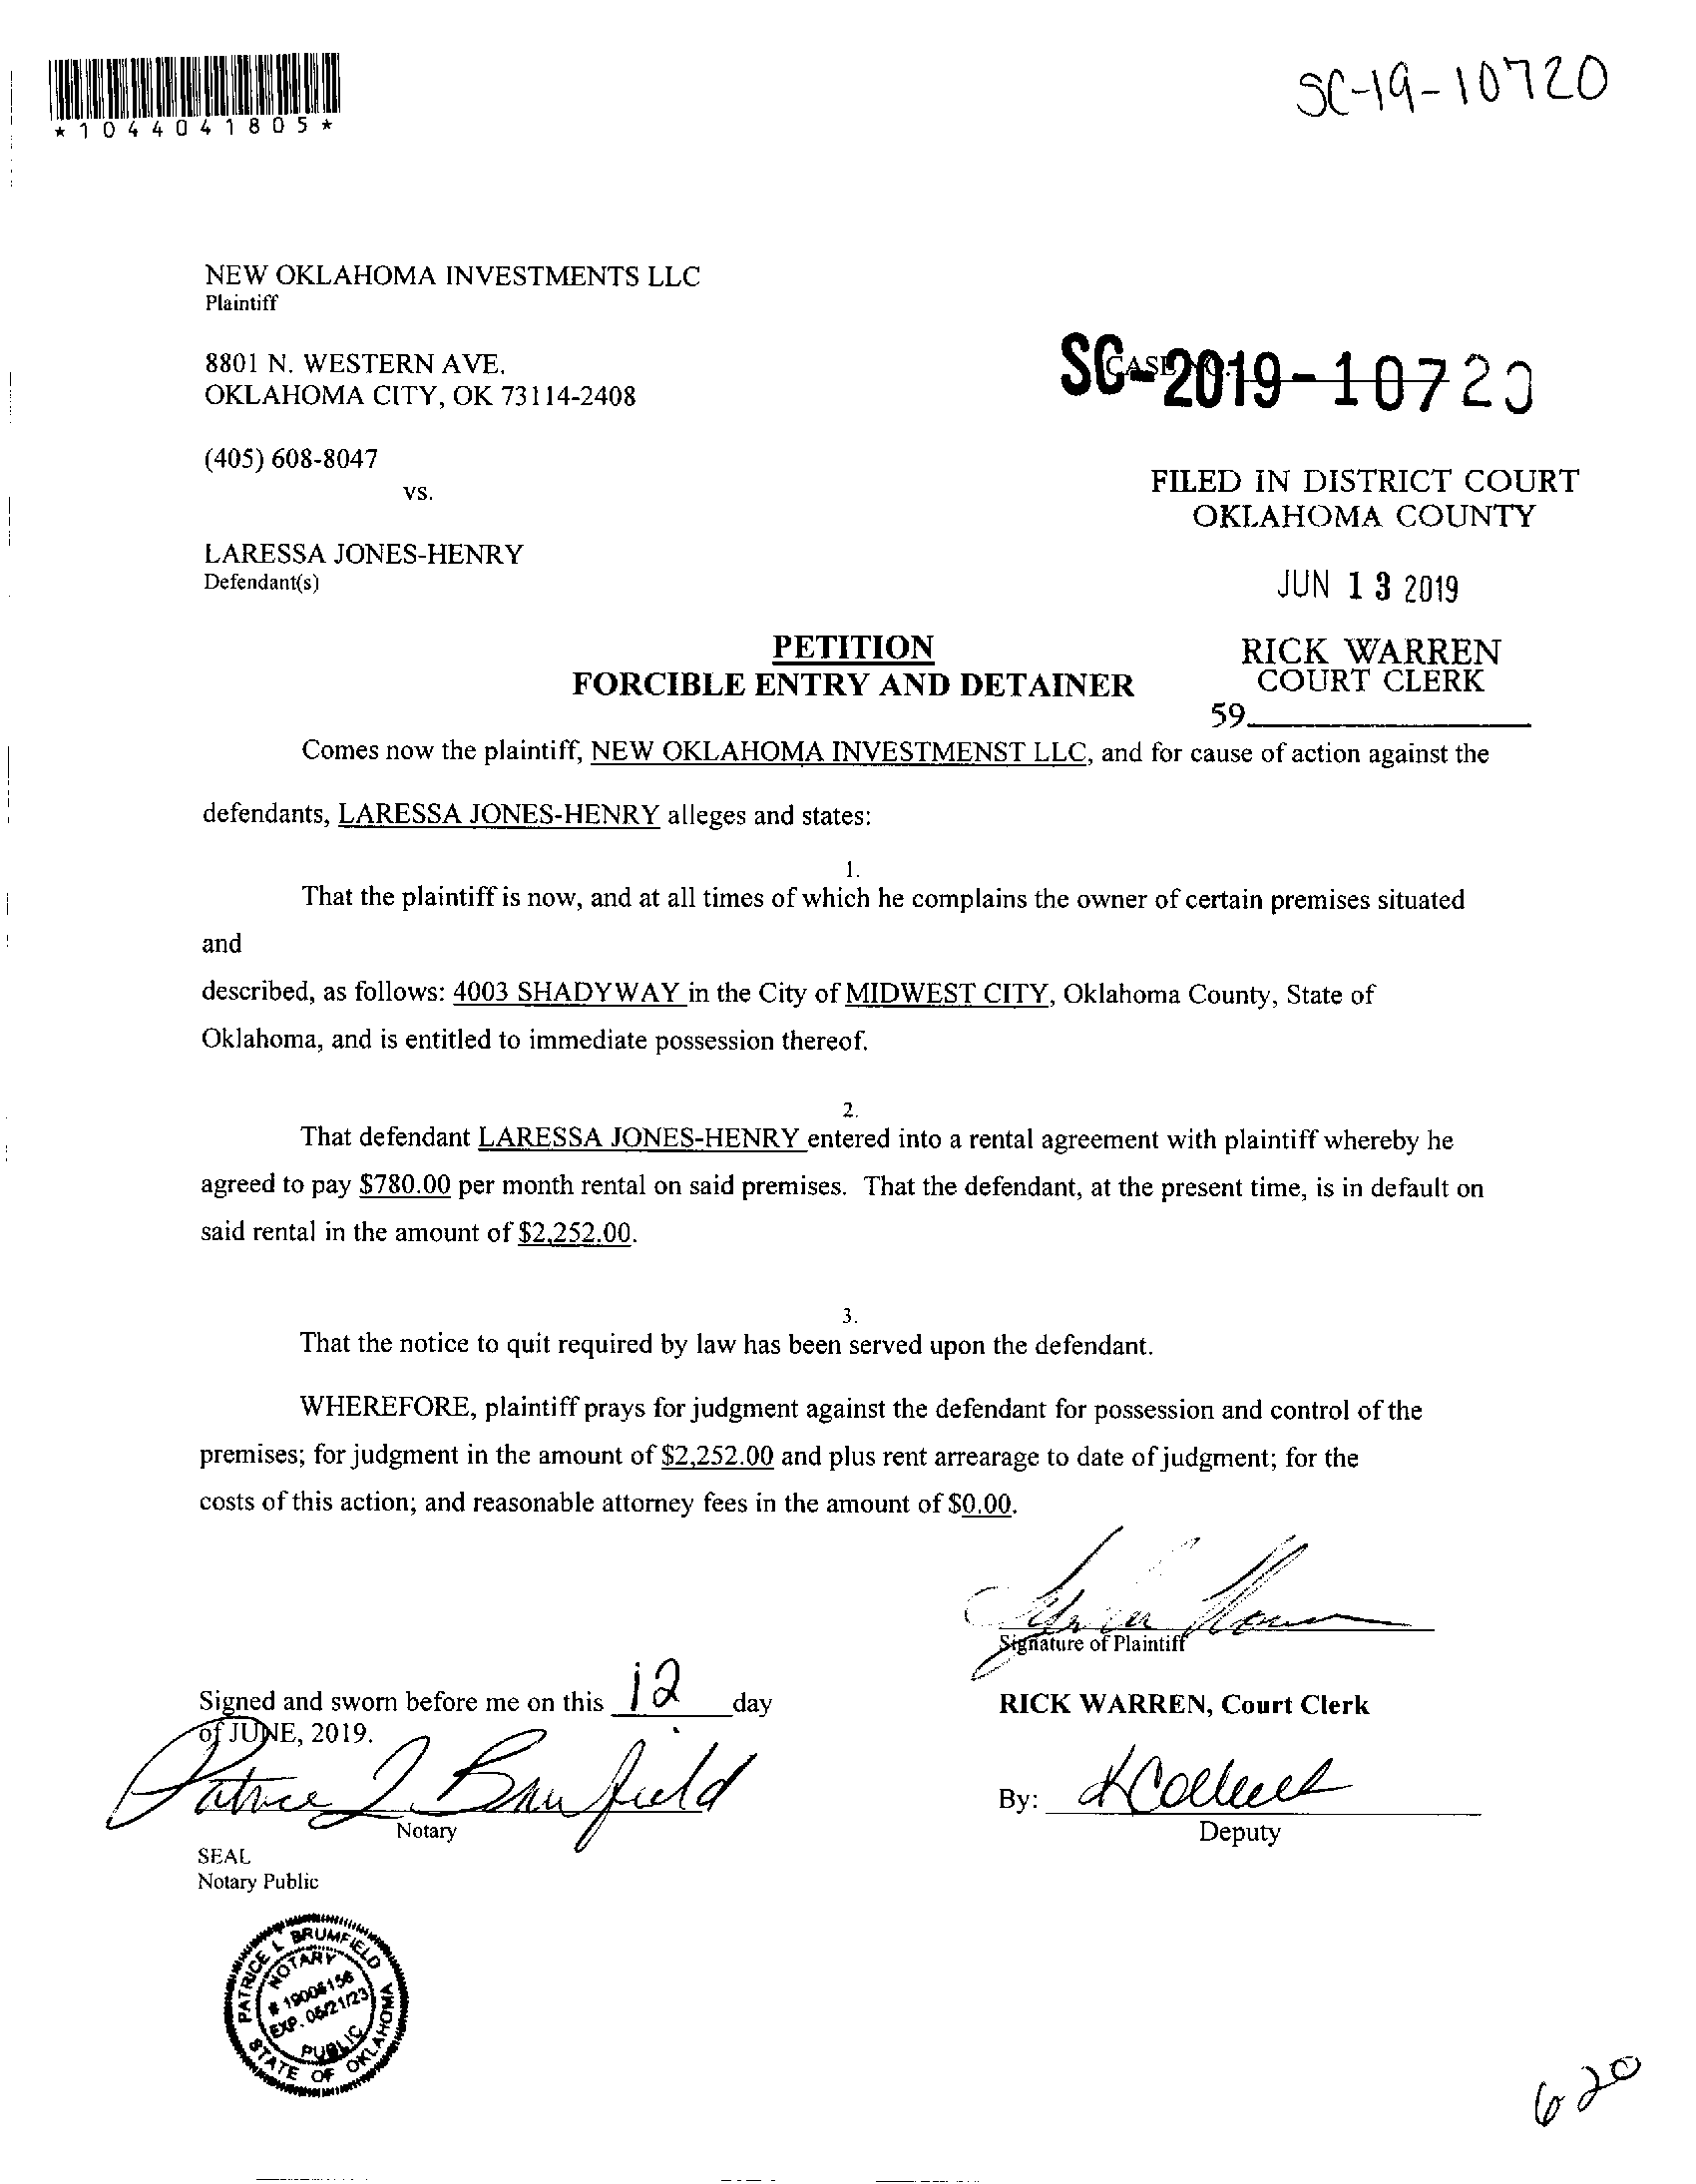 *1044041805*
SC-19-10720
NEW OKLAHOMA INVESTMENTS LLC
Plaintiff
8801 N. WESTERN AVE.
OKLAHOMA CITY, OK 73114-2408
SC-2019-10720
(405) 608-8047
vs.
FILED IN DISTRICT COURT
OKLAHOMA COUNTY
LARESSA JONES-HENRY
Defendant(s)
JUN 13 2019
PETITION
FORCIBLE ENTRY AND DETAINER
RICK WARREN
COURT CLERK
59
Comes now the plaintiff, NEW OKLAHOMA INVESTMENST LLC, and for cause of action against the
defendants, LARESSA JONES-HENRY alleges and states:
1.
That the plaintiff is now, and at all times of which he complains the owner of certain premises situated
and
described, as follows: 4003 SHADYWAY in the City of MIDWEST CITY, Oklahoma County, State of
Oklahoma, and is entitled to immediate possession thereof.
2.
That defendant LARESSA JONES-HENRY entered into a rental agreement with plaintiff whereby he
agreed to pay $780.00 per month rental on said premises. That the defendant, at the present time, is in default on
said rental in the amount of $2,252.00.
3.
That the notice to quit required by law has been served upon the defendant.
WHEREFORE, plaintiff prays for judgment against the defendant for possession and control of the
premises; for judgment in the amount of $2,252.00 and plus rent arrearage to date of judgment; for the
costs of this action; and reasonable attorney fees in the amount of $0.00.
Signature of Plaintiff
Signed and sworn before me on this 12 day
of JUNE, 2019.
RICK WARREN, Court Clerk
Patrice L Brumfield
Notary
By:
Deputy
SEAL
Notary Public
PATRICE L BRUMFIELD
NOTARY
# 19005156
EXP. 05/21/23
PUBLIC
STATE OF OKLAHOMA
620